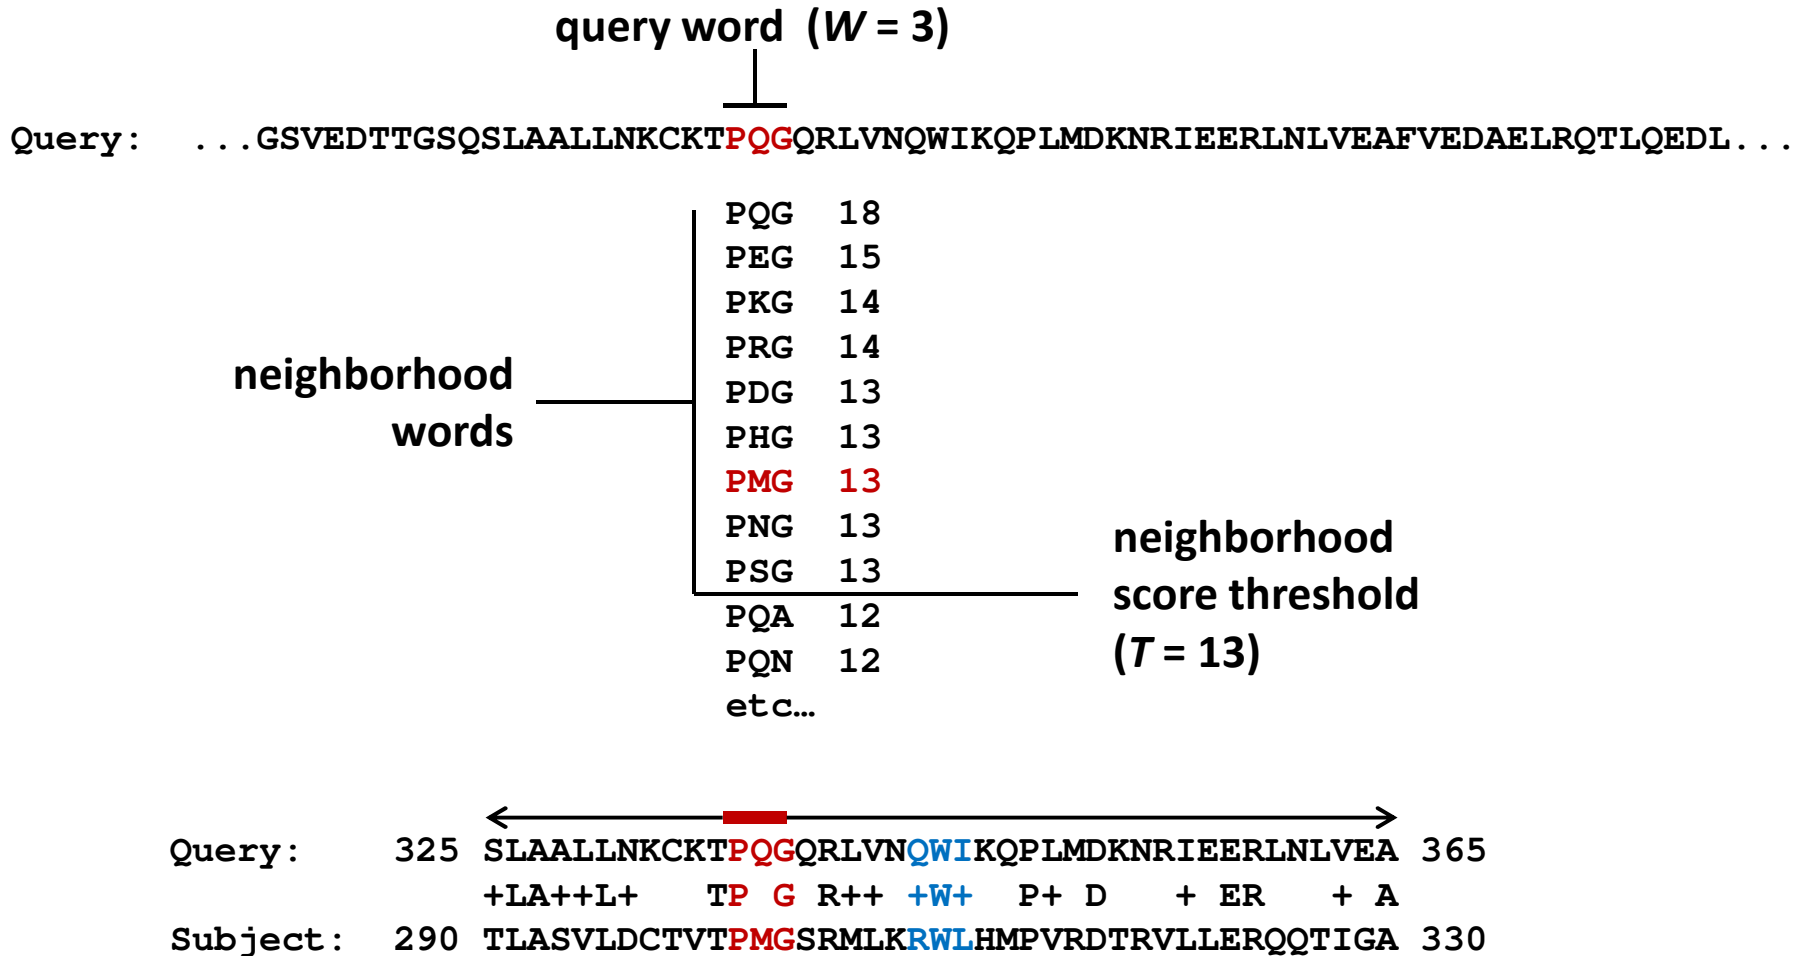 query word (W = 3)
Query: ...GSVEDTTGSQSLAALLNKCKTPQGQRLVNQWIKQPLMDKNRIEERLNLVEAFVEDAELRQTLQEDL...
PQG 18
PEG 15
PKG 14
PRG 14
PDG 13
PHG 13
PMG 13
PNG 13
PSG 13
PQA 12
PQN 12
etc…
neighborhood
words
neighborhood
score threshold
(T = 13)
Query: 325 SLAALLNKCKTPQGQRLVNQWIKQPLMDKNRIEERLNLVEA 365
+LA++L+ TP G R++ +W+ P+ D + ER + A
Subject: 290 TLASVLDCTVTPMGSRMLKRWLHMPVRDTRVLLERQQTIGA 330